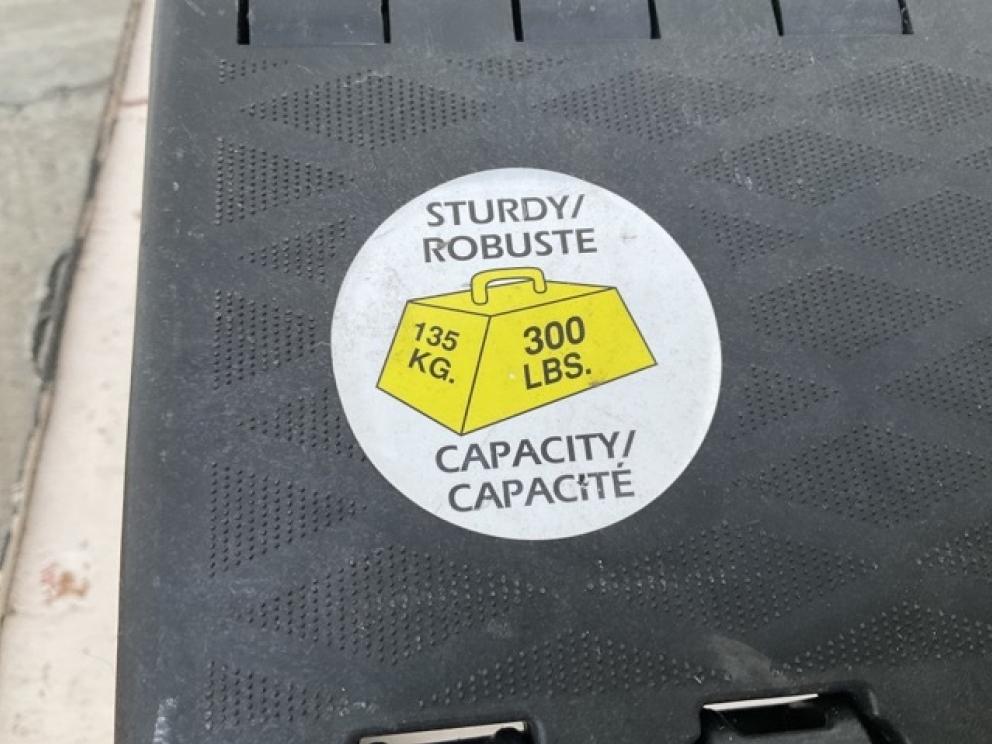 STURDY/
ROBUSTE
135
KG.
300
LBS.
CAPACITY/
CAPACITÉ